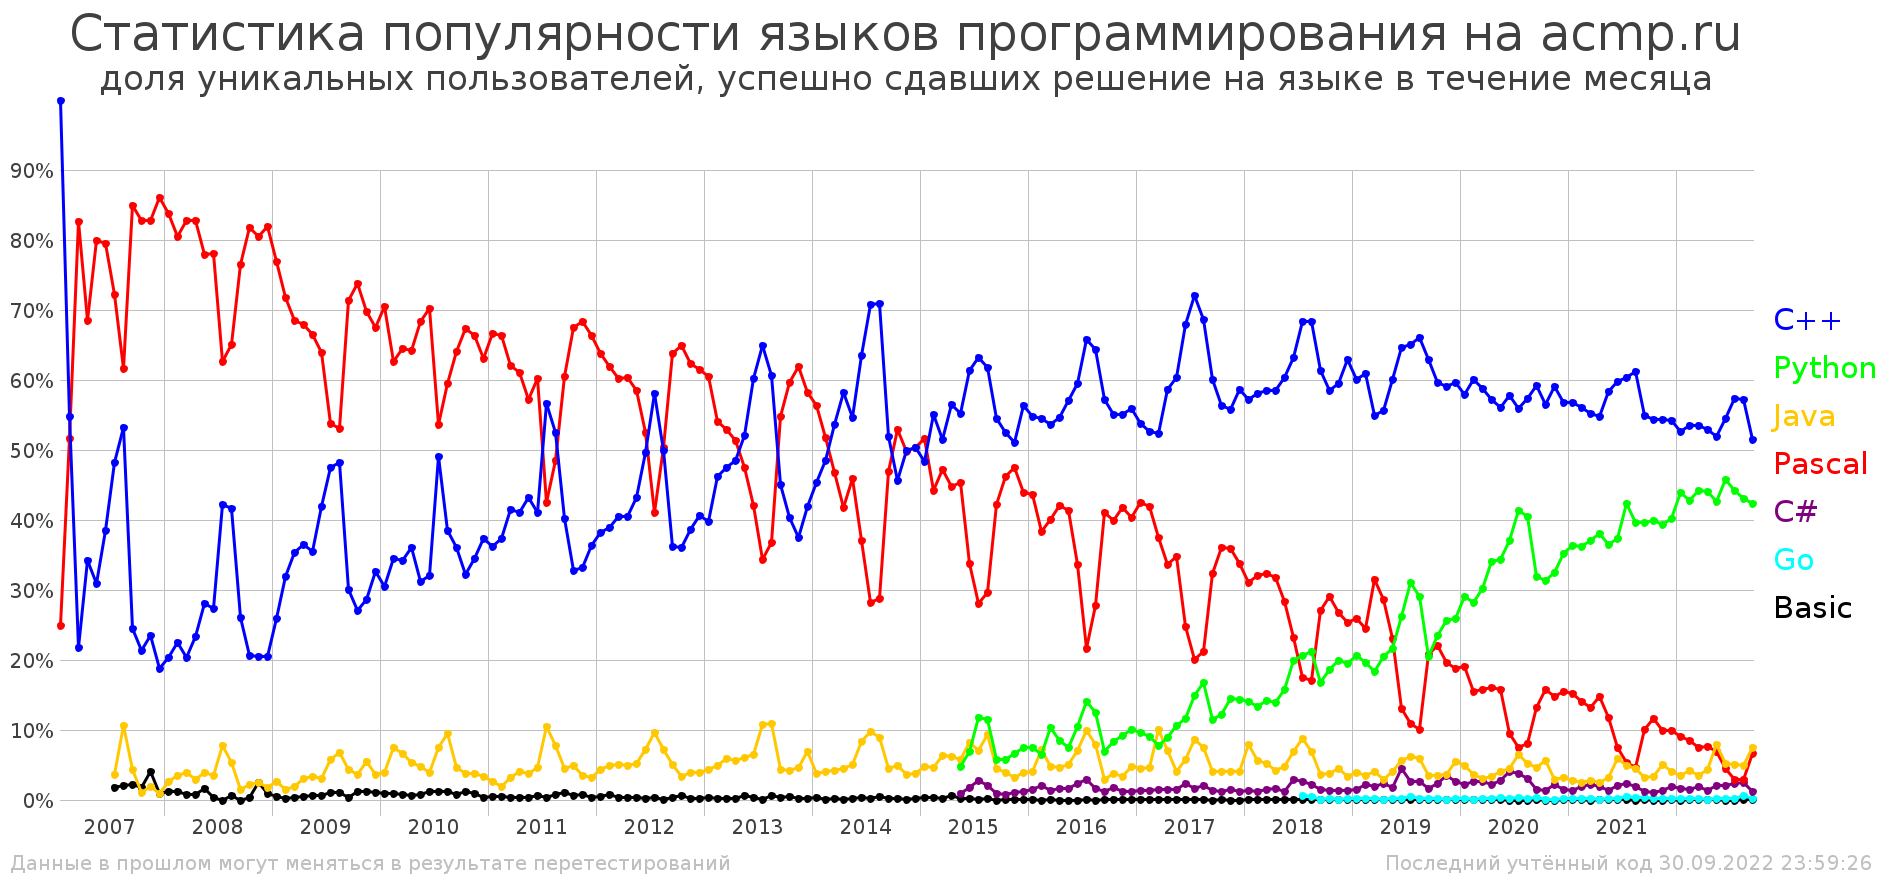 Статистика популярности языков программирования на acmp.ru
доля уникальных пользователей, успешно сдавших решение на языке в течение месяца
90%
80%
70%
60%
50%
40%
30%
20%
10%
0%
C++
Python
Java
Pascal
C#
Go
Basic
2007 2008 2009 2010 2011 2012 2013 2014 2015 2016 2017 2018 2019 2020 2021
Данные в прошлом могут меняться в результате перетестирований
Последний учтённый код 30.09.2022 23:59:26